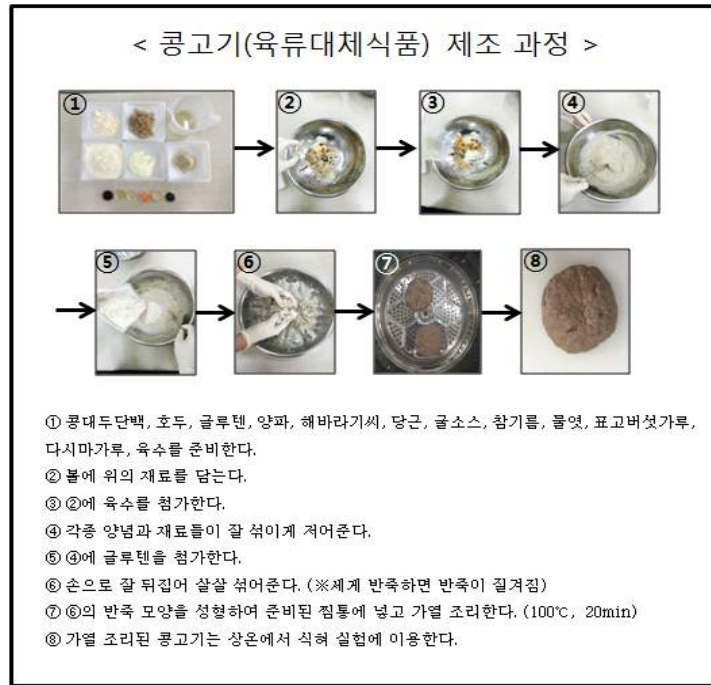 < 콩고기(육류대체식품) 제조 과정 >
① ② ③ ④
⑤ ⑥ ⑦ ⑧
① 콩대두단백, 호두, 글루텐, 양파, 해바라기씨, 당근, 굴소스, 참기름, 물엿, 표고버섯가루,
다시마가루, 육수를 준비한다.
② 볼에 위의 재료를 담는다.
③ ②에 육수를 첨가한다.
④ 각종 양념과 재료들이 잘 섞이게 저어준다.
⑤ ④에 글루텐을 첨가한다.
⑥ 손으로 잘 뒤집어 살살 섞어준다. (※세게 반죽하면 반죽이 질겨짐)
⑦ ⑥의 반죽 모양을 성형하여 준비된 찜통에 넣고 가열 조리한다. (100℃, 20min)
⑧ 가열 조리된 콩고기는 상온에서 식혀 실험에 이용한다.